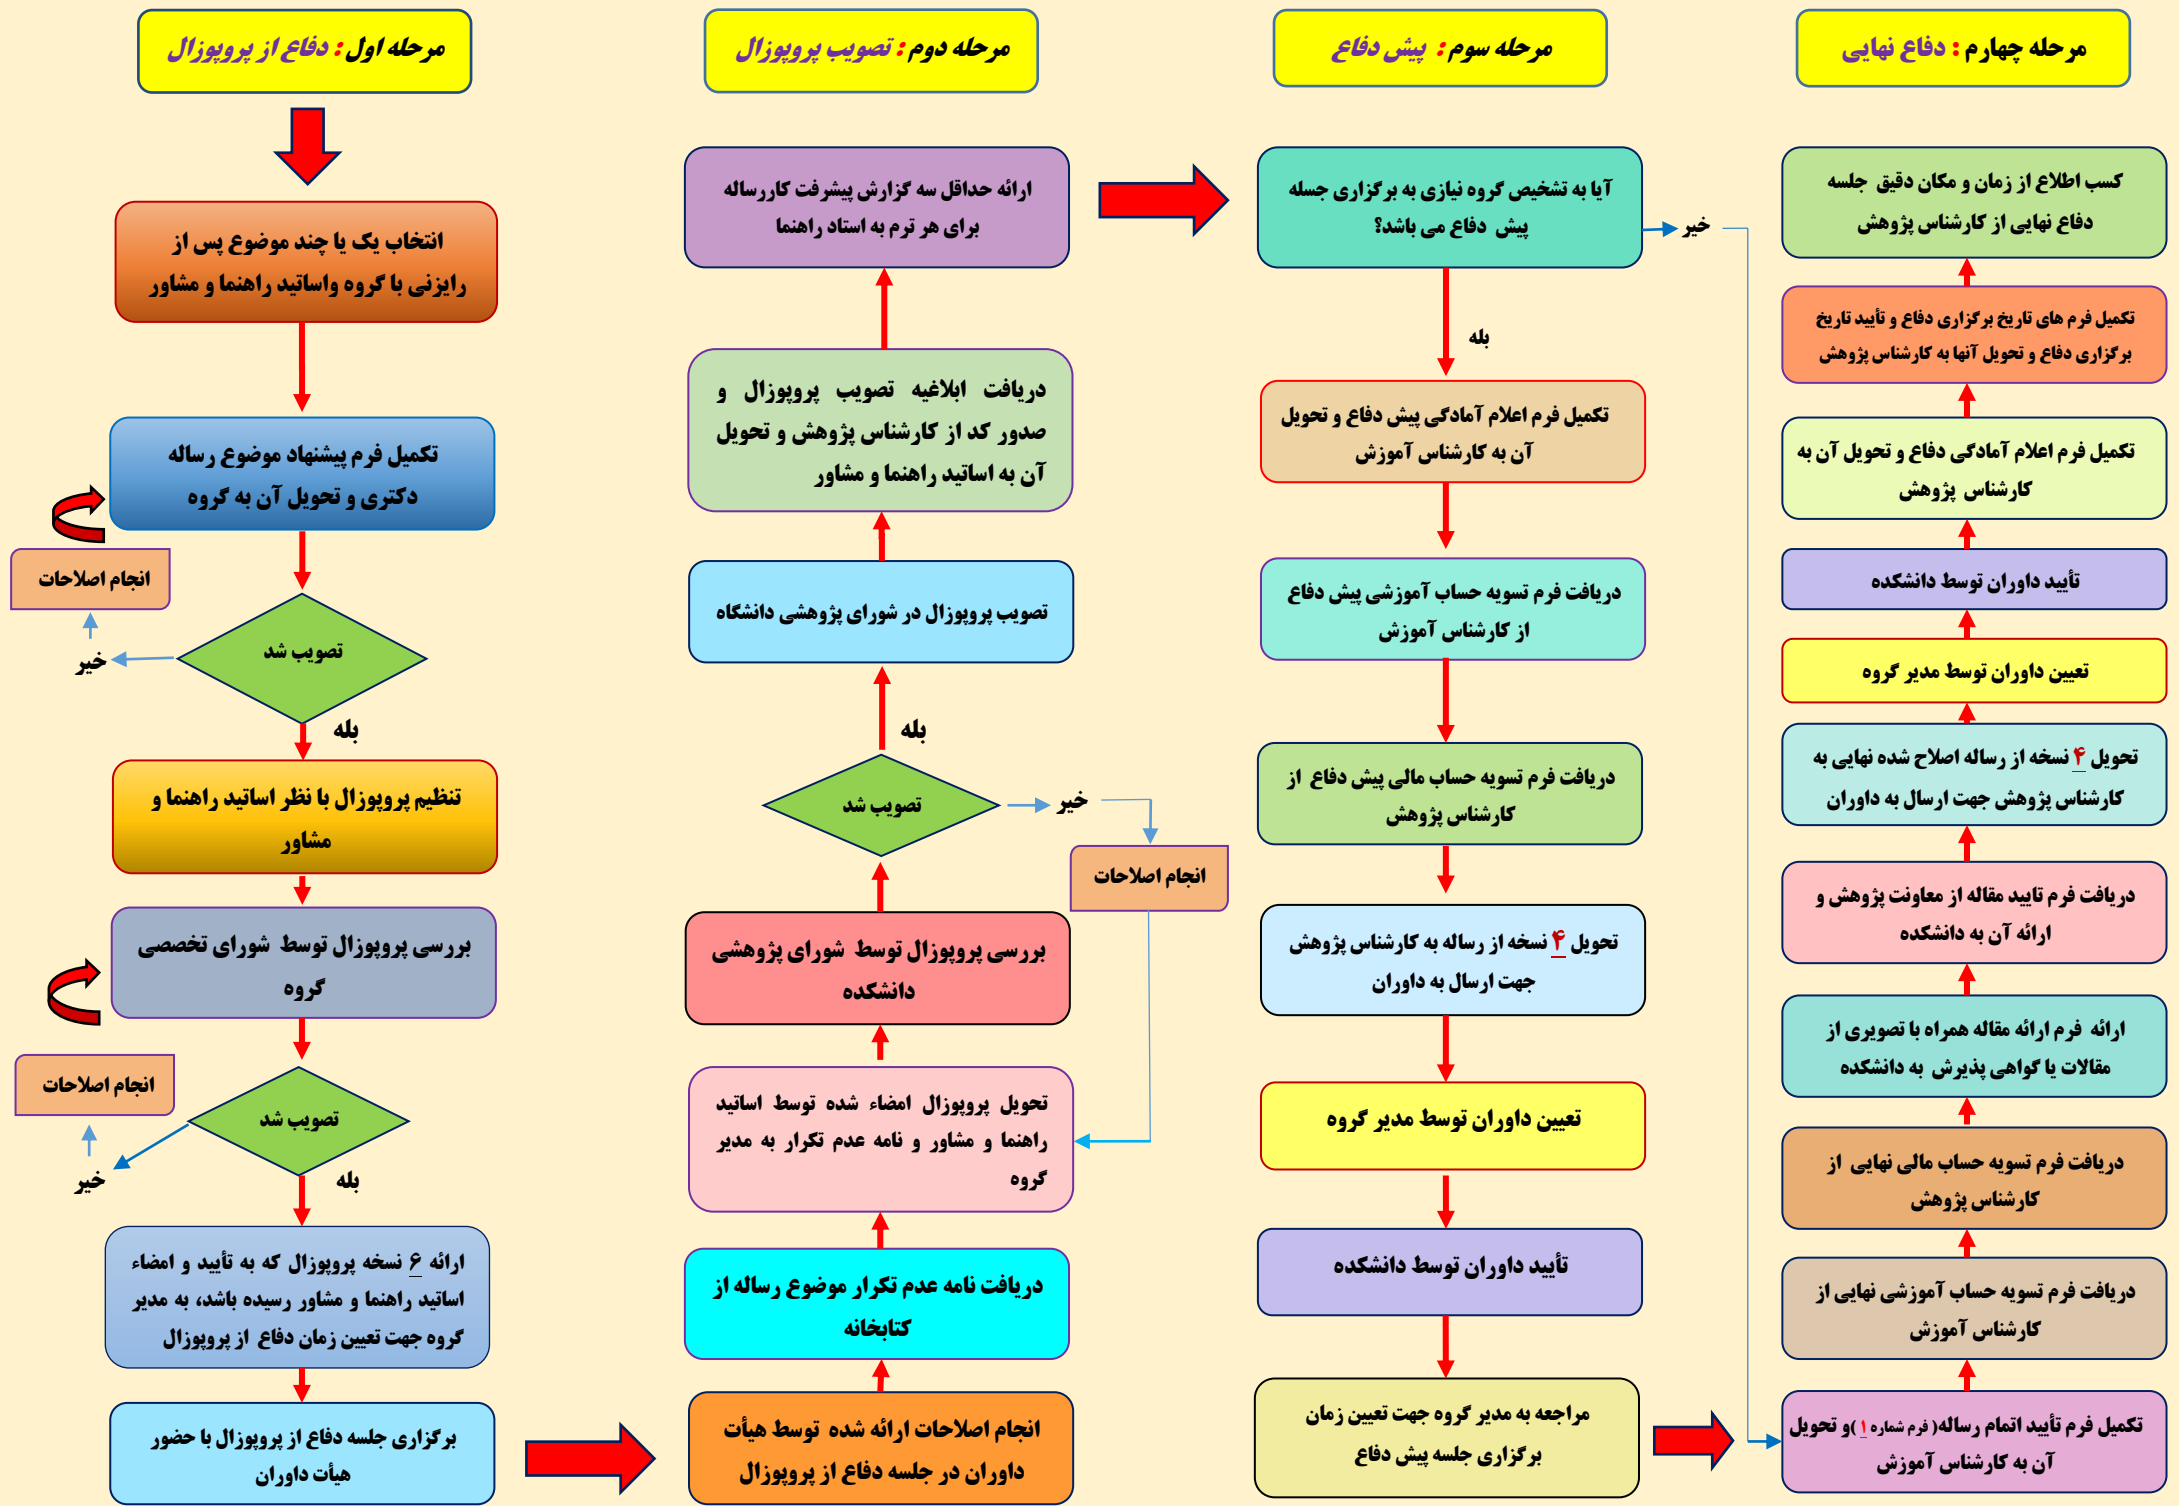 مرحله اول : دفاع از پروپوزال
انتخاب یک یا چند موضوع پس از
رایزنی با گروه واساتید راهنما و مشاور
تکمیل فرم پیشنهاد موضوع رساله
دکتری و تحویل آن به گروه
انجام اصلاحات
تصویب شد
خیر
بله
تنظیم پروپوزال با نظر اساتید راهنما و
مشاور
بررسی پروپوزال توسط شورای تخصصی
گروه
انجام اصلاحات
تصویب شد
خیر
بله
ارائه ۶ نسخه پروپوزال که به تأیید و امضاء
اساتید راهنما و مشاور رسیده باشد، به مدیر
گروه جهت تعیین زمان دفاع از پروپوزال
برگزاری جلسه دفاع از پروپوزال با حضور
هیأت داوران
مرحله دوم : تصویب پروپوزال
ارائه حداقل سه گزارش پیشرفت کاررساله
برای هر ترم به استاد راهنما
دریافت ابلاغیه تصویب پروپوزال و
صدور کد از کارشناس پژوهش و تحویل
آن به اساتید راهنما و مشاور
تصویب پروپوزال در شورای پژوهشی دانشگاه
بله
تصویب شد
خیر
انجام اصلاحات
بررسی پروپوزال توسط شورای پژوهشی
دانشکده
تحویل پروپوزال امضاء شده توسط اساتید
راهنما و مشاور و نامه عدم تکرار به مدیر
گروه
دریافت نامه عدم تکرار موضوع رساله از
کتابخانه
انجام اصلاحات ارائه شده توسط هیأت
داوران در جلسه دفاع از پروپوزال
مرحله سوم : پیش دفاع
آیا به تشخیص گروه نیازی به برگزاری جسله
پیش دفاع می باشد؟
خیر
بله
تکمیل فرم اعلام آمادگی پیش دفاع و تحویل
آن به کارشناس آموزش
دریافت فرم تسویه حساب آموزشی پیش دفاع
از کارشناس آموزش
دریافت فرم تسویه حساب مالی پیش دفاع از
کارشناس پژوهش
تحویل ۴ نسخه از رساله به کارشناس پژوهش
جهت ارسال به داوران
تعیین داوران توسط مدیر گروه
تأیید داوران توسط دانشکده
مراجعه به مدیر گروه جهت تعیین زمان
برگزاری جلسه پیش دفاع
مرحله چهارم : دفاع نهایی
کسب اطلاع از زمان و مکان دقیق جلسه
دفاع نهایی از کارشناس پژوهش
تکمیل فرم های تاریخ برگزاری دفاع و تأیید تاریخ
برگزاری دفاع و تحویل آنها به کارشناس پژوهش
تکمیل فرم اعلام آمادگی دفاع و تحویل آن به
کارشناس پژوهش
تأیید داوران توسط دانشکده
تعیین داوران توسط مدیر گروه
تحویل ۴ نسخه از رساله اصلاح شده نهایی به
کارشناس پژوهش جهت ارسال به داوران
دریافت فرم تایید مقاله از معاونت پژوهش و
ارائه آن به دانشکده
ارائه فرم ارائه مقاله همراه با تصویری از
مقالات یا گواهی پذیرش به دانشکده
دریافت فرم تسویه حساب مالی نهایی از
کارشناس پژوهش
دریافت فرم تسویه حساب آموزشی نهایی از
کارشناس آموزش
تکمیل فرم تأیید اتمام رساله( فرم شماره ۱ )و تحویل
آن به کارشناس آموزش